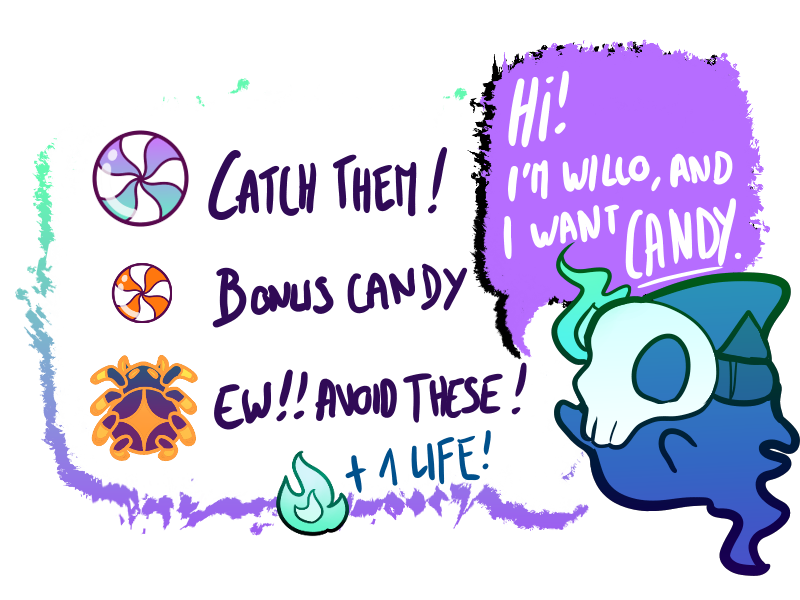 Hi!
I'm Willo, and
I want candy.
Catch them!
Bonus candy
Ew!! Avoid these!
+1 life!